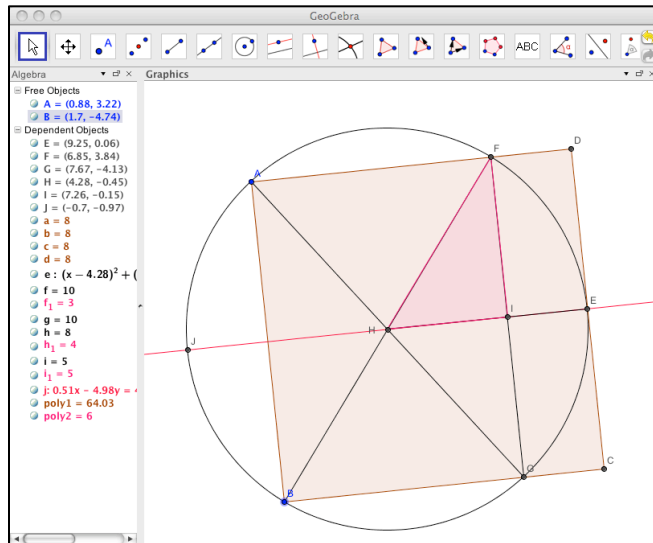 GeoGebra
A
ABC
α
a
Algebra
Graphics
Free Objects
A = (0.88, 3.22)
B = (1.7, −4.74)
Dependent Objects
E = (9.25, 0.06)
F = (6.85, 3.84)
G = (7.67, −4.13)
H = (4.28, −0.45)
I = (7.26, −0.15)
J = (−0.7, −0.97)
a = 8
b = 8
c = 8
d = 8
e : (x − 4.28)² + (
f = 10
f₁ = 3
g = 10
h = 8
h₁ = 4
i = 5
i₁ = 5
j: 0.51x − 4.98y =
poly1 = 64.03
poly2 = 6
F
D
A
I
E
H
J
C
G
B